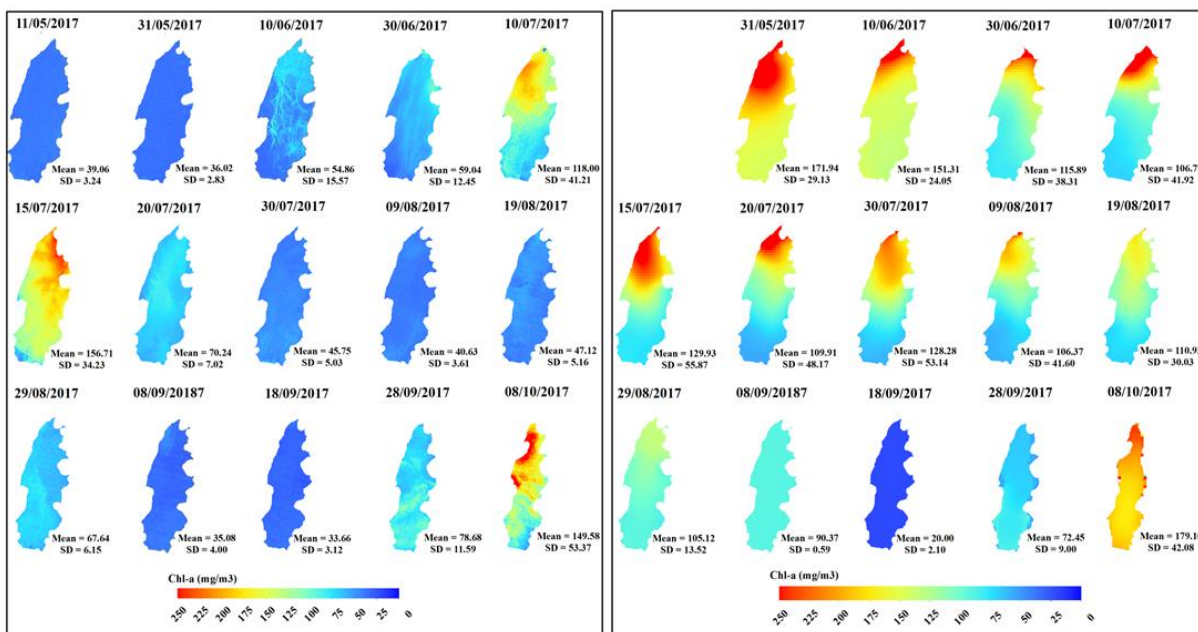 11/05/2017 31/05/2017 10/06/2017 30/06/2017 10/07/2017
Mean = 39.06 Mean = 36.02 Mean = 54.86 Mean = 59.04 Mean = 118.00
SD = 3.24 SD = 2.83 SD = 15.57 SD = 12.45 SD = 41.21
15/07/2017 20/07/2017 30/07/2017 09/08/2017 19/08/2017
Mean = 156.71 Mean = 70.24 Mean = 45.75 Mean = 40.63 Mean = 47.12
SD = 34.23 SD = 7.02 SD = 5.03 SD = 3.61 SD = 5.16
29/08/2017 08/09/20187 18/09/2017 28/09/2017 08/10/2017
Mean = 67.64 Mean = 35.08 Mean = 33.66 Mean = 78.68 Mean = 149.58
SD = 6.15 SD = 4.00 SD = 3.12 SD = 11.59 SD = 53.37
Chl-a (mg/m3)
250 225 200 175 150 125 100 75 50 25 0
31/05/2017 10/06/2017 30/06/2017 10/07/2017
Mean = 171.94 Mean = 151.31 Mean = 115.89 Mean = 106.7
SD = 29.13 SD = 24.05 SD = 38.31 SD = 41.92
15/07/2017 20/07/2017 30/07/2017 09/08/2017 19/08/2017
Mean = 129.93 Mean = 109.91 Mean = 128.28 Mean = 106.37 Mean = 110.9
SD = 55.87 SD = 48.17 SD = 53.14 SD = 41.60 SD = 30.03
29/08/2017 08/09/2017 18/09/2017 28/09/2017 08/10/2017
Mean = 105.12 Mean = 90.37 Mean = 20.00 Mean = 72.45 Mean = 179.1
SD = 13.52 SD = 0.59 SD = 2.10 SD = 9.00 SD = 42.08
Chl-a (mg/m3)
250 225 200 175 150 125 100 75 50 25 0